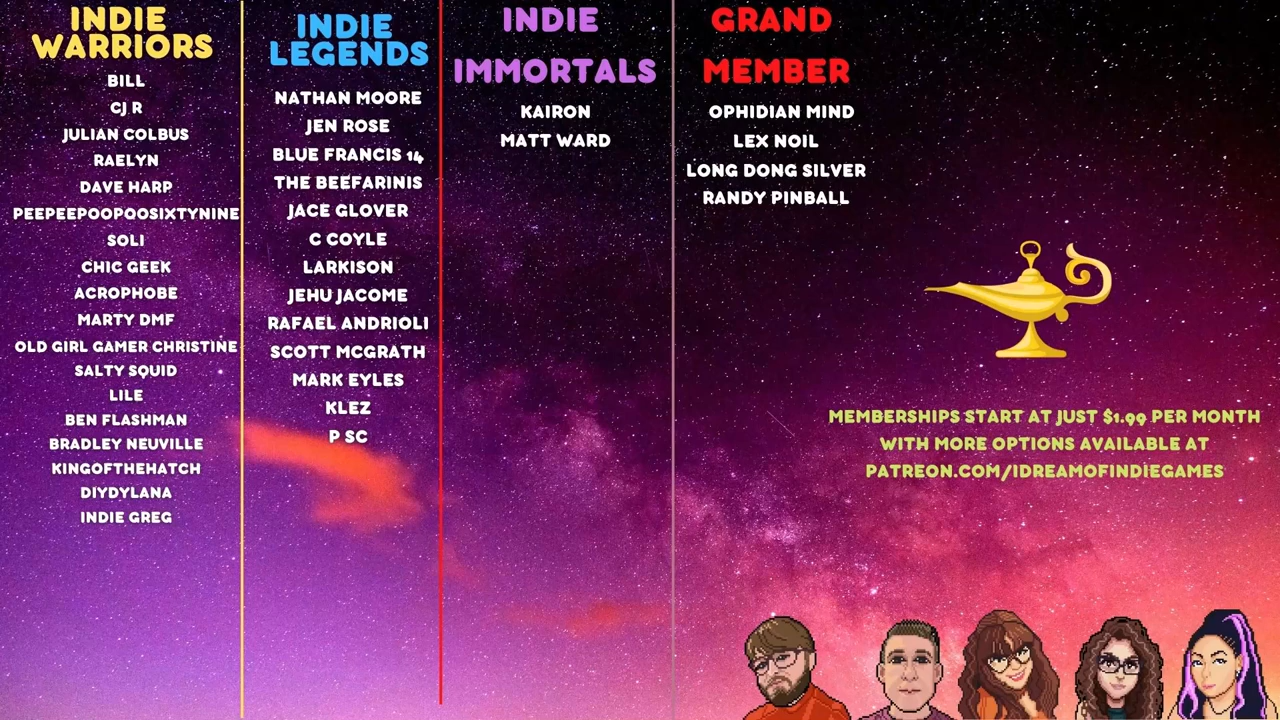 INDIE
WARRIORS
BILL
CJ R
JULIAN COLBUS
RAELYN
DAVE HARP
PEEPEEPOOPOOSIXTYNINE
SOLI
CHIC GEEK
ACROPHOBE
MARTY DMF
OLD GIRL GAMER CHRISTINE
SALTY SQUID
LILE
BEN FLASHMAN
BRADLEY NEUVILLE
KINGOFTHEHATCH
DIYDYLANA
INDIE GREG
INDIE
LEGENDS
NATHAN MOORE
JEN ROSE
BLUE FRANCIS 14
THE BEEFARINIS
JACE GLOVER
C COYLE
LARKISON
JEHU JACOME
RAFAEL ANDRIOLI
SCOTT MCGRATH
MARK EYLES
KLEZ
P SC
INDIE
IMMORTALS
KAIRON
MATT WARD
GRAND
MEMBER
OPHIDIAN MIND
LEX NOIL
LONG DONG SILVER
RANDY PINBALL
MEMBERSHIPS START AT JUST $1.99 PER MONTH
WITH MORE OPTIONS AVAILABLE AT
PATREON.COM/IDREAMOFINDIEGAMES